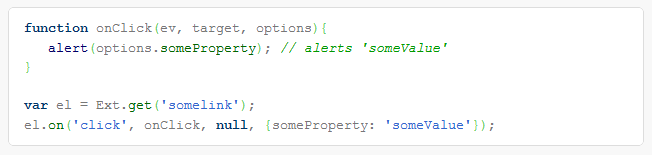 function onClick(ev, target, options){
   alert(options.someProperty); // alerts 'someValue'
}

var el = Ext.get('somelink');
el.on('click', onClick, null, {someProperty: 'someValue'});